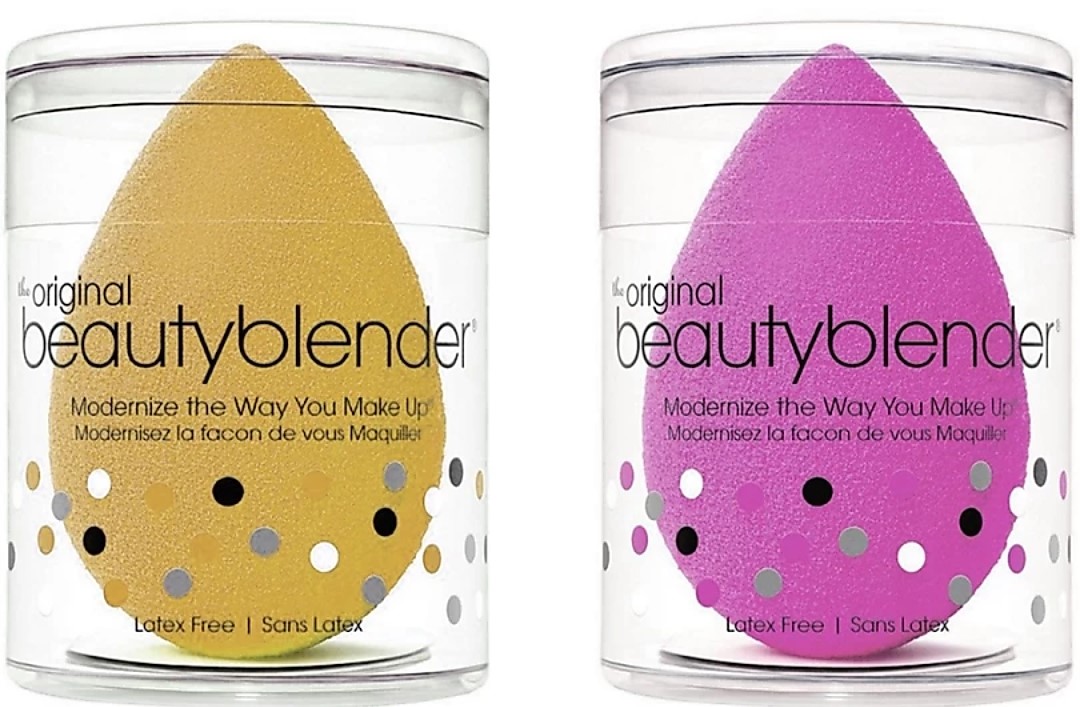 the original
beautyblender®
Modernize the Way You Make Up®
Modernisez la facon de vous Maquiller
Latex Free | Sans Latex
the original
beautyblender®
Modernize the Way You Make Up®
Modernisez la facon de vous Maquiller
Latex Free | Sans Latex